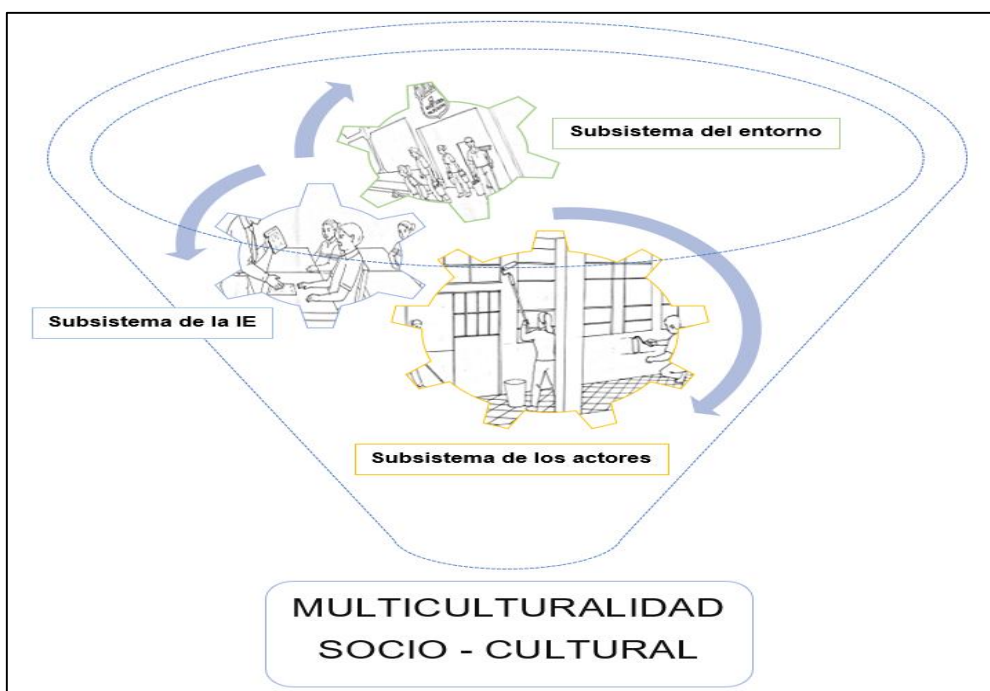 Subsistema del entorno
Subsistema de la IE
Subsistema de los actores
MULTICULTURALIDAD
SOCIO - CULTURAL